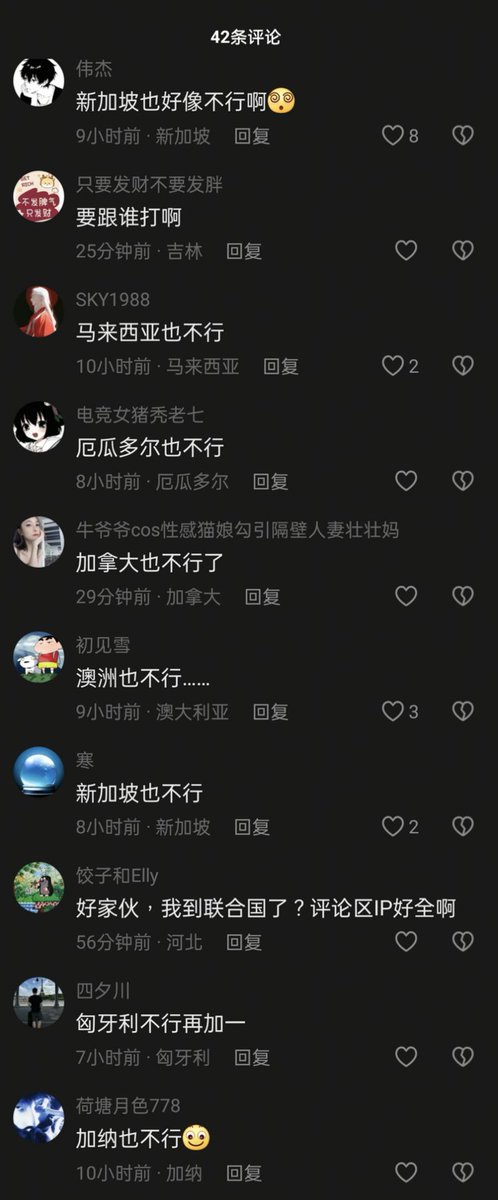 42条评论
伟杰
新加坡也好像不行啊😵‍💫
9小时前 · 新加坡 回复 8
只要发财不要发胖
不发脾气
只发财
要跟谁打啊
25分钟前 · 吉林 回复
SKY1988
马来西亚也不行
10小时前 · 马来西亚 回复 2
电竞女猪秃老七
厄瓜多尔也不行
8小时前 · 厄瓜多尔 回复
牛爷爷cos性感猫娘勾引隔壁人妻壮壮妈
加拿大也不行了
29分钟前 · 加拿大 回复
初见雪
澳洲也不行……
9小时前 · 澳大利亚 回复 3
寒
新加坡也不行
8小时前 · 新加坡 回复 2
饺子和Elly
好家伙，我到联合国了？评论区IP好全啊
56分钟前 · 河北 回复
四夕川
匈牙利不行再加一
7小时前 · 匈牙利 回复
荷塘月色778
加纳也不行🙂
10小时前 · 加纳 回复